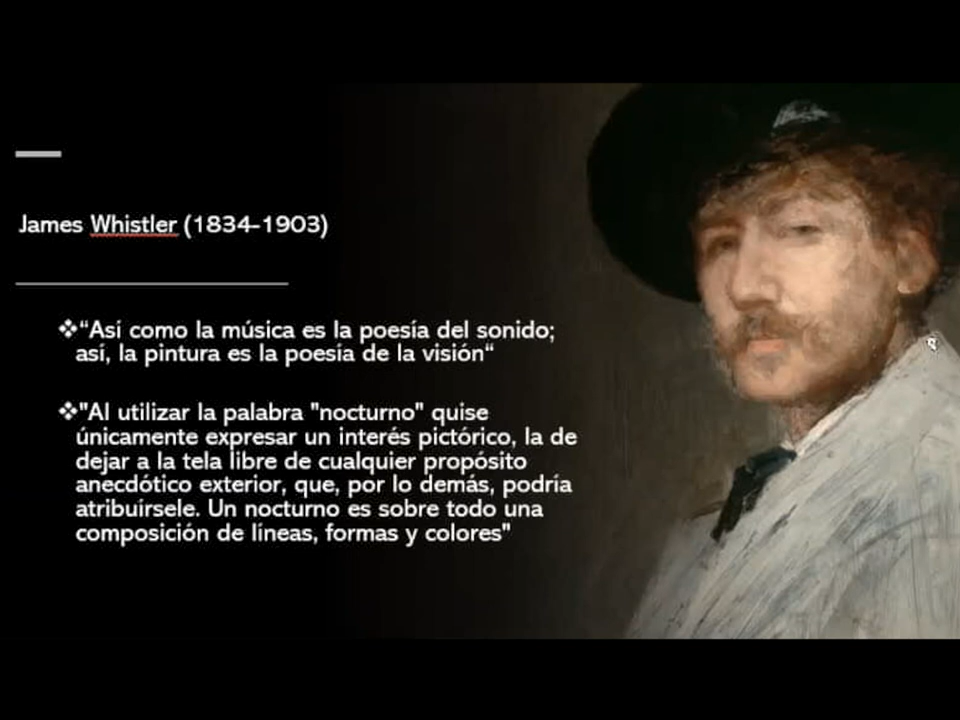 James Whistler (1834-1903)
❖“Así como la música es la poesía del sonido;
así, la pintura es la poesía de la visión“
❖"Al utilizar la palabra "nocturno" quise
únicamente expresar un interés pictórico, la de
dejar a la tela libre de cualquier propósito
anecdótico exterior, que, por lo demás, podría
atribuírsele. Un nocturno es sobre todo una
composición de líneas, formas y colores"